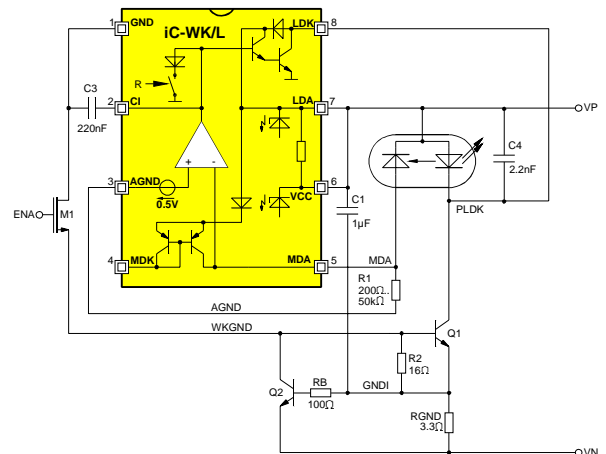 1 GND iC-WK/L LDK 8
C3
R
2 CI LDA 7 VP
220nF
C4
2.2nF
3 AGND + - VCC 6
0.5V
C1
1µF
PLDK
ENA M1
4 MDK MDA 5 MDA
R1
200Ω..
50kΩ
AGND
WKGND
Q1
R2
16Ω
Q2 RB GNDI
100Ω
RGND
3.3Ω
VN